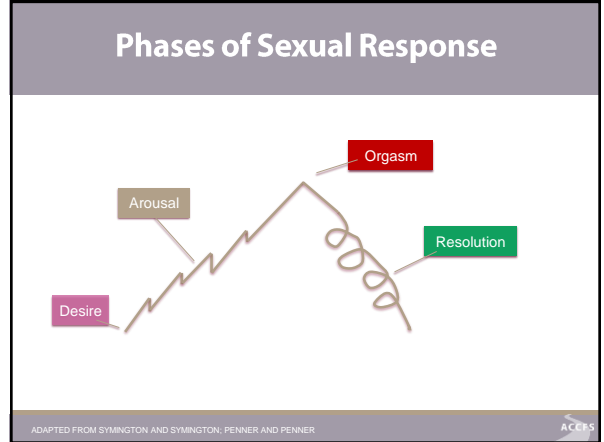 Phases of Sexual Response
Orgasm
Arousal
Resolution
Desire
ADAPTED FROM SYMINGTON AND SYMINGTON; PENNER AND PENNER
ACCFS